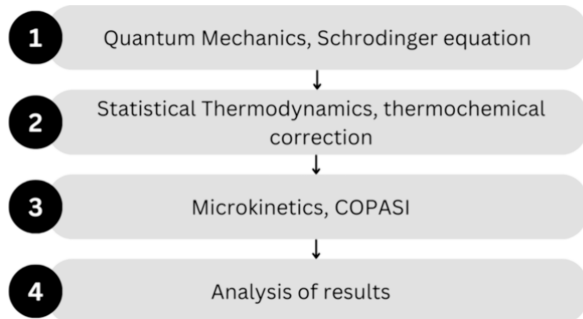 1
Quantum Mechanics, Schrodinger equation
2
Statistical Thermodynamics, thermochemical
correction
3
Microkinetics, COPASI
4
Analysis of results